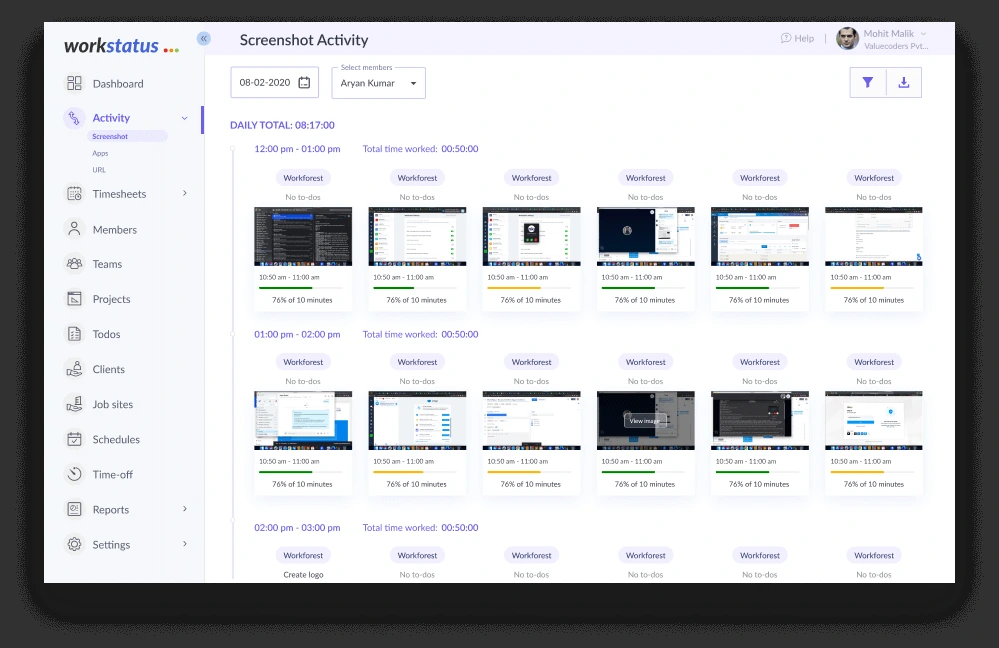 workstatus
«
Screenshot Activity
Help
Mohit Malik
Valuecoders Pvt...
Dashboard
Activity
Screenshot
Apps
URL
Timesheets
Members
Teams
Projects
Todos
Clients
Job sites
Schedules
Time-off
Reports
Settings
08-02-2020
Select members
Aryan Kumar
DAILY TOTAL: 08:17:00
12:00 pm - 01:00 pm Total time worked: 00:50:00
Workforest Workforest Workforest Workforest Workforest Workforest
No to-dos No to-dos No to-dos No to-dos No to-dos No to-dos
10:50 am - 11:00 am 10:50 am - 11:00 am 10:50 am - 11:00 am 10:50 am - 11:00 am 10:50 am - 11:00 am 10:50 am - 11:00 am
76% of 10 minutes 76% of 10 minutes 76% of 10 minutes 76% of 10 minutes 76% of 10 minutes 76% of 10 minutes
01:00 pm - 02:00 pm Total time worked: 00:50:00
Workforest Workforest Workforest Workforest Workforest Workforest
No to-dos No to-dos No to-dos No to-dos No to-dos No to-dos
View image
10:50 am - 11:00 am 10:50 am - 11:00 am 10:50 am - 11:00 am 10:50 am - 11:00 am 10:50 am - 11:00 am 10:50 am - 11:00 am
76% of 10 minutes 76% of 10 minutes 76% of 10 minutes 76% of 10 minutes 76% of 10 minutes 76% of 10 minutes
02:00 pm - 03:00 pm Total time worked: 00:50:00
Workforest Workforest Workforest Workforest Workforest Workforest
Create logo No to-dos No to-dos No to-dos No to-dos No to-dos